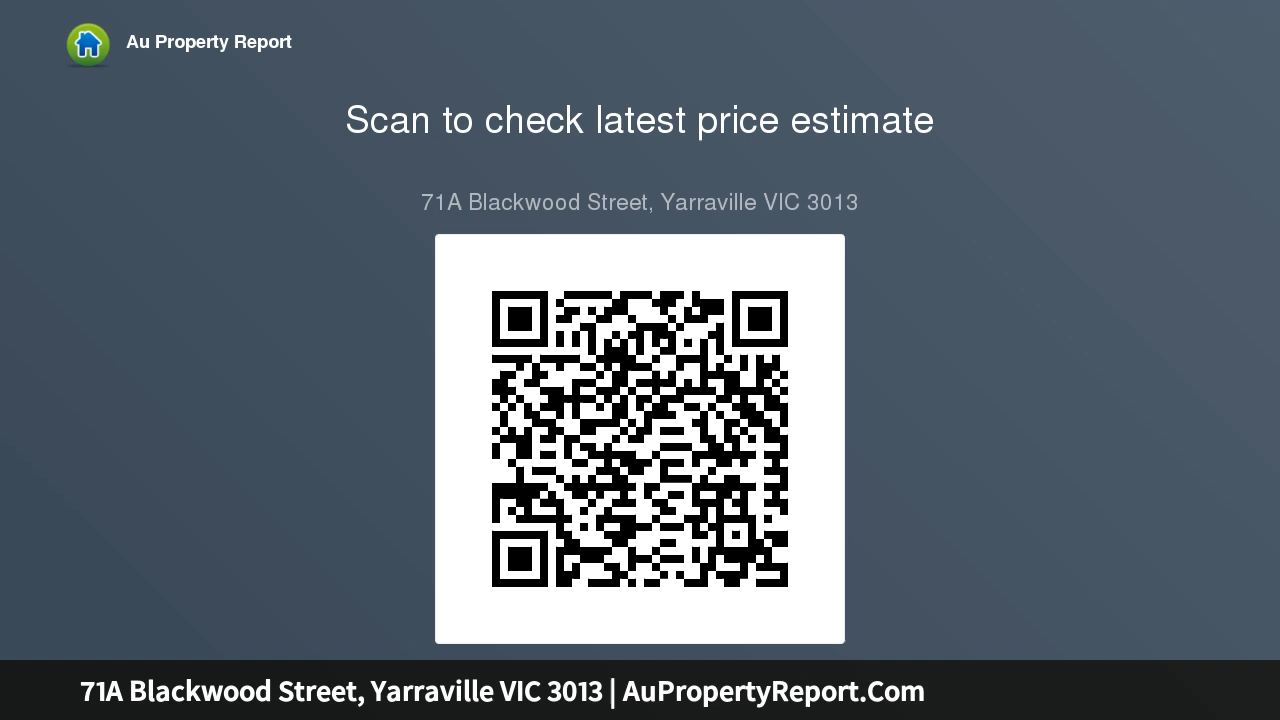 Au Property Report
Scan to check latest price estimate
71A Blackwood Street, Yarraville VIC 3013
71A Blackwood Street, Yarraville VIC 3013 | AuPropertyReport.Com